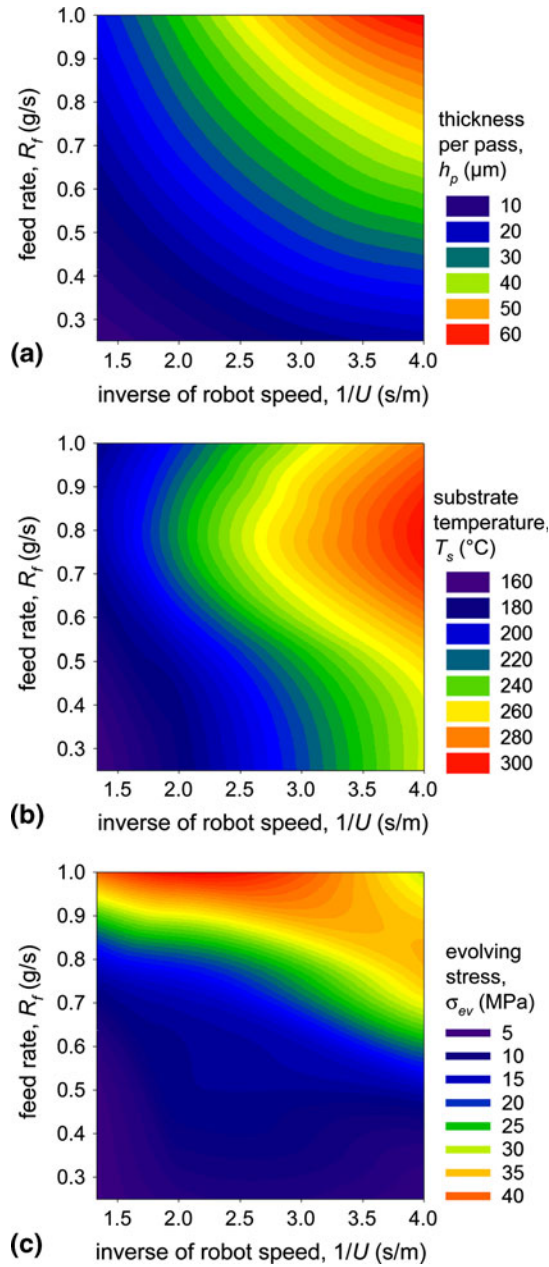 1.0
0.9
0.8
0.7
0.6
0.5
0.4
0.3
feed rate, R_f (g/s)
thickness
per pass,
h_p (µm)
10
20
30
40
50
60
(a)
1.5 2.0 2.5 3.0 3.5 4.0
inverse of robot speed, 1/U (s/m)
1.0
0.9
0.8
0.7
0.6
0.5
0.4
0.3
feed rate, R_f (g/s)
substrate
temperature,
T_s (°C)
160
180
200
220
240
260
280
300
(b)
1.5 2.0 2.5 3.0 3.5 4.0
inverse of robot speed, 1/U (s/m)
1.0
0.9
0.8
0.7
0.6
0.5
0.4
0.3
feed rate, R_f (g/s)
evolving
stress,
σ_ev (MPa)
5
10
15
20
25
30
35
40
(c)
1.5 2.0 2.5 3.0 3.5 4.0
inverse of robot speed, 1/U (s/m)